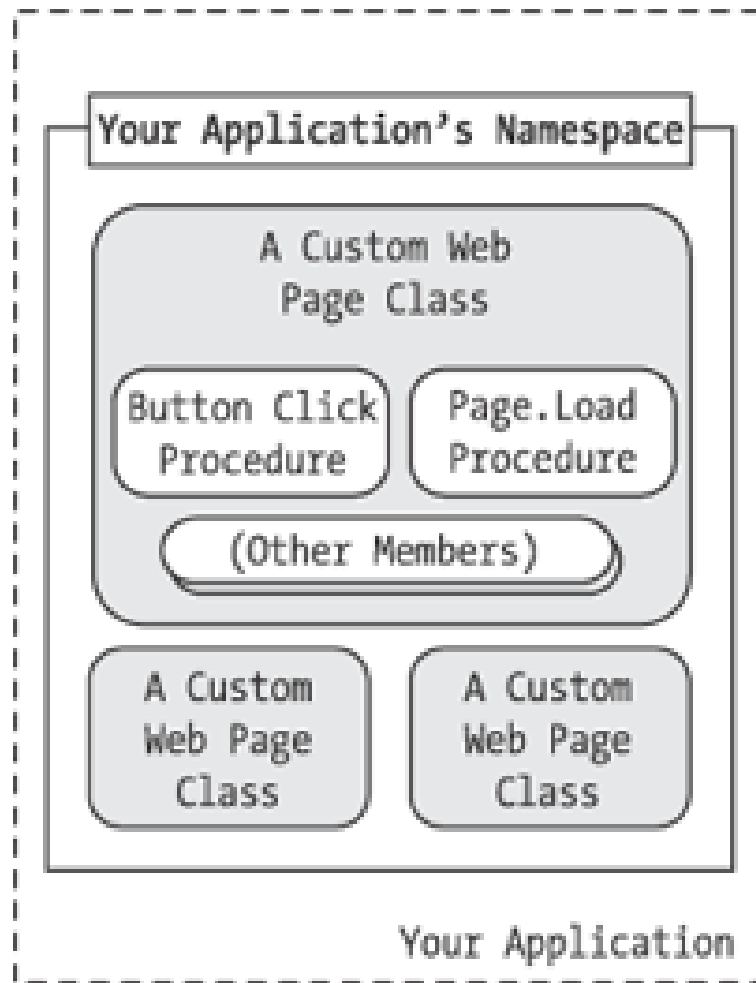 Your Application's Namespace
A Custom Web
Page Class
Button Click
Procedure
Page.Load
Procedure
(Other Members)
A Custom
Web Page
Class
A Custom
Web Page
Class
Your Application